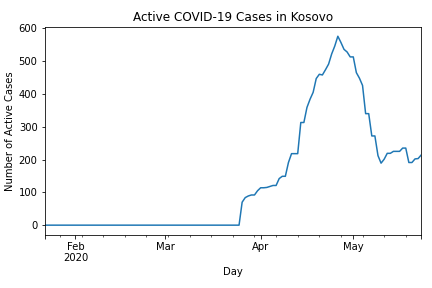 Active COVID-19 Cases in Kosovo
600
500
400
300
200
100
0
Number of Active Cases
Feb
2020
Mar
Apr
May
Day